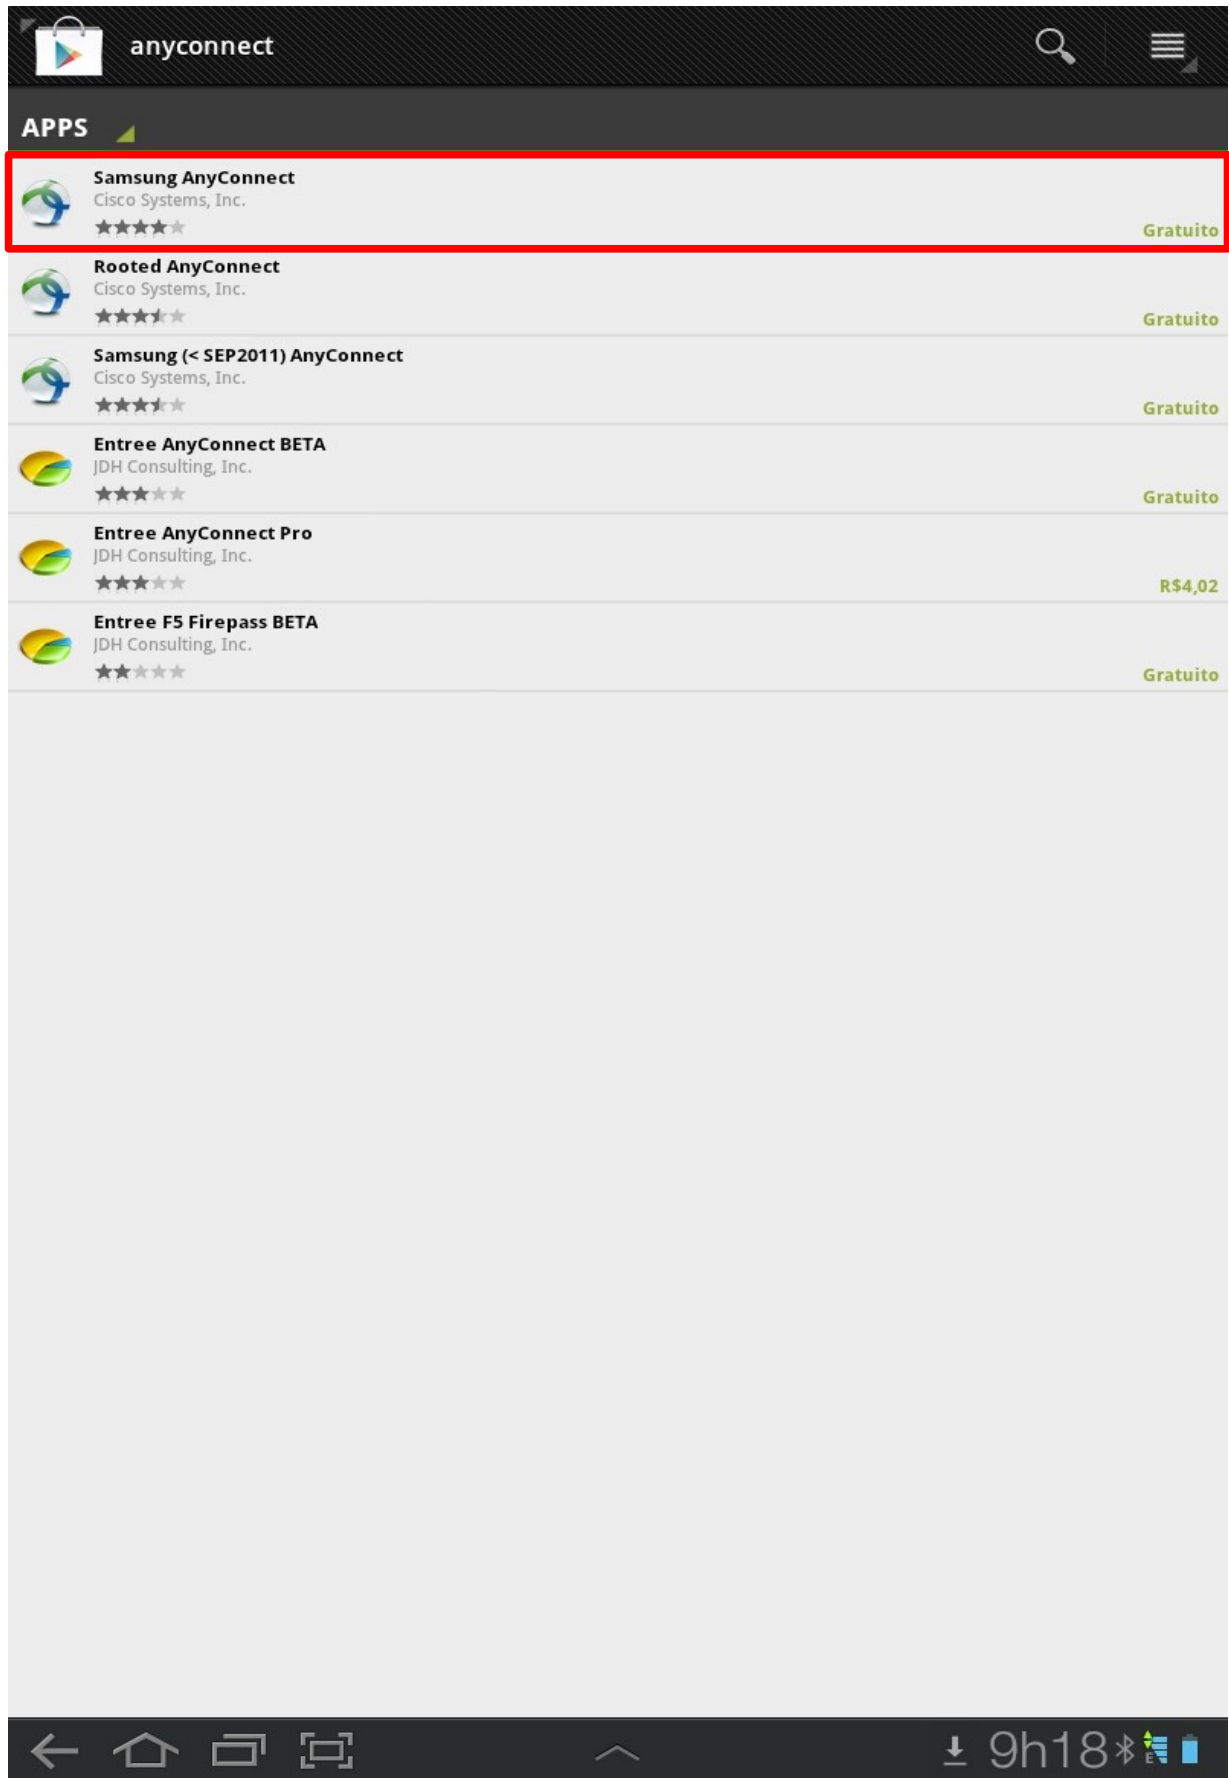 anyconnect
APPS
Samsung AnyConnect
Cisco Systems, Inc.
Gratuito
Rooted AnyConnect
Cisco Systems, Inc.
Gratuito
Samsung (< SEP2011) AnyConnect
Cisco Systems, Inc.
Gratuito
Entree AnyConnect BETA
JDH Consulting, Inc.
Gratuito
Entree AnyConnect Pro
JDH Consulting, Inc.
R$4,02
Entree F5 Firepass BETA
JDH Consulting, Inc.
Gratuito
9h18
E